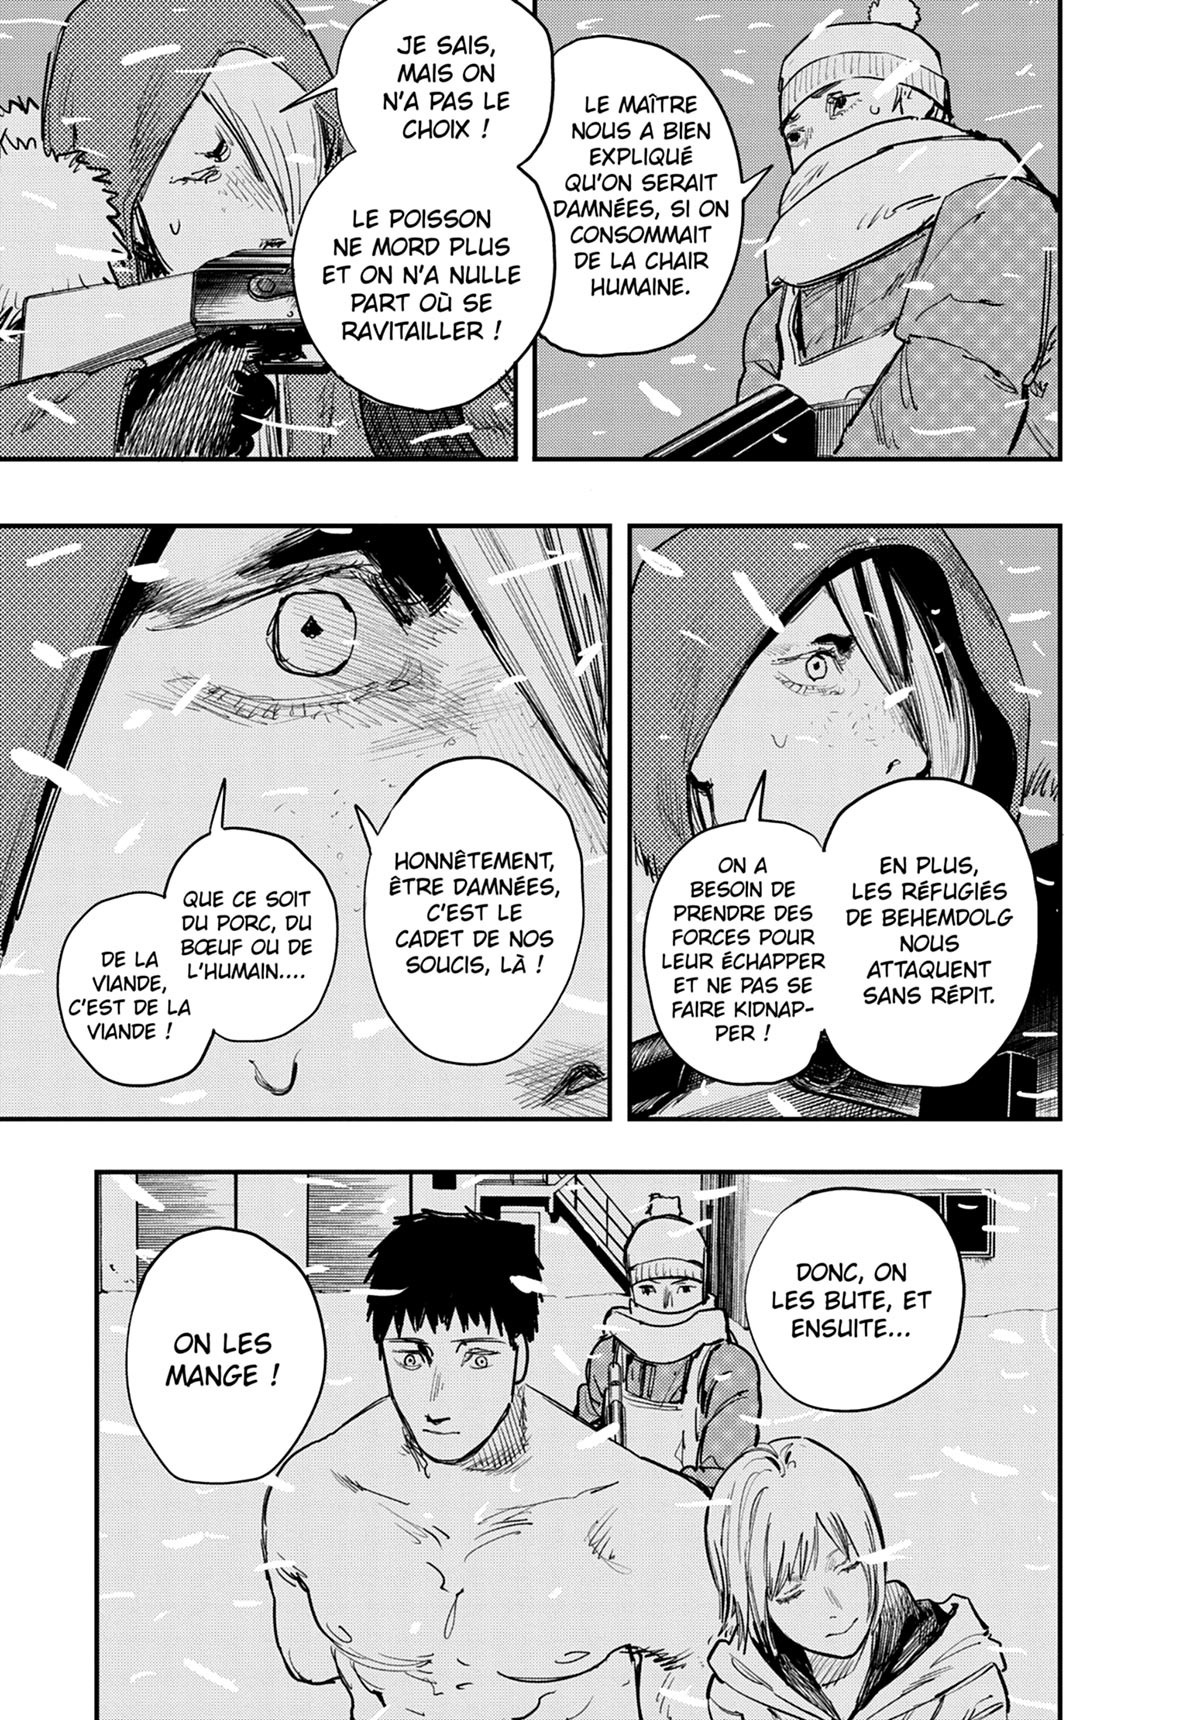 LE MAÎTRE
NOUS A BIEN
EXPLIQUÉ
QU'ON SERAIT
DAMNÉES, SI ON
CONSOMMAIT
DE LA CHAIR
HUMAINE.
JE SAIS,
MAIS ON
N'A PAS LE
CHOIX !
LE POISSON
NE MORD PLUS
ET ON N'A NULLE
PART OÙ SE
RAVITAILLER !
EN PLUS,
LES RÉFUGIÉS
DE BEHEMDOLG
NOUS
ATTAQUENT
SANS RÉPIT.
ON A
BESOIN DE
PRENDRE DES
FORCES POUR
LEUR ÉCHAPPER
ET NE PAS SE
FAIRE KIDNAP-
PER !
HONNÊTEMENT,
ÊTRE DAMNÉES,
C'EST LE
CADET DE NOS
SOUCIS, LÀ !
QUE CE SOIT
DU PORC, DU
BŒUF OU DE
L'HUMAIN....
DE LA
VIANDE,
C'EST DE LA
VIANDE !
DONC, ON
LES BUTE, ET
ENSUITE...
ON LES
MANGE !